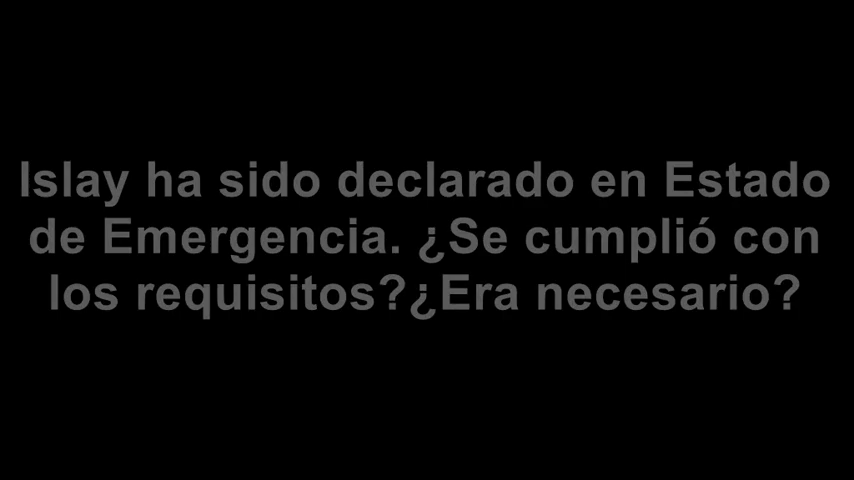 Islay ha sido declarado en Estado
de Emergencia. ¿Se cumplió con
los requisitos?¿Era necesario?